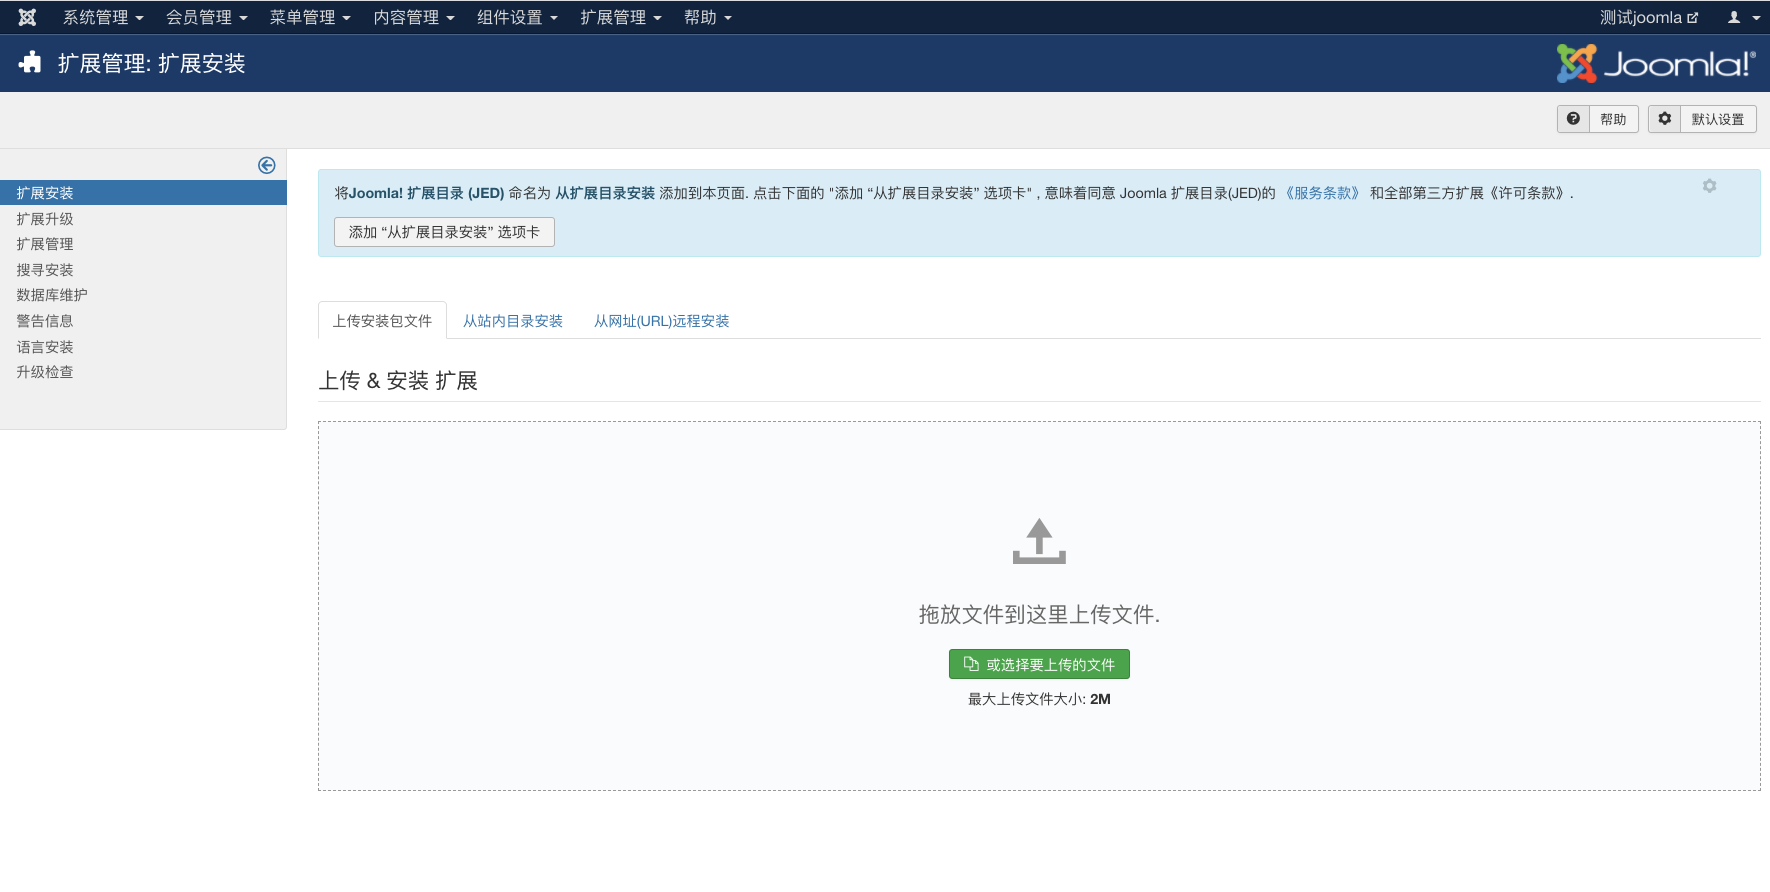 系统管理 会员管理 菜单管理 内容管理 组件设置 扩展管理 帮助 测试joomla
扩展管理: 扩展安装 Joomla!®
帮助 默认设置
扩展安装
扩展升级
扩展管理
搜寻安装
数据库维护
警告信息
语言安装
升级检查
将Joomla! 扩展目录 (JED) 命名为 从扩展目录安装 添加到本页面. 点击下面的 "添加 “从扩展目录安装” 选项卡" , 意味着同意 Joomla 扩展目录(JED)的 《服务条款》 和全部第三方扩展《许可条款》.
添加 “从扩展目录安装” 选项卡
上传安装包文件 从站内目录安装 从网址(URL)远程安装
上传 & 安装 扩展
拖放文件到这里上传文件.
或选择要上传的文件
最大上传文件大小: 2M